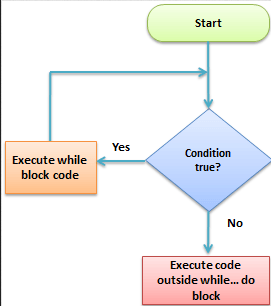 Start
Condition
true?
Yes
Execute while
block code
No
Execute code
outside while... do
block